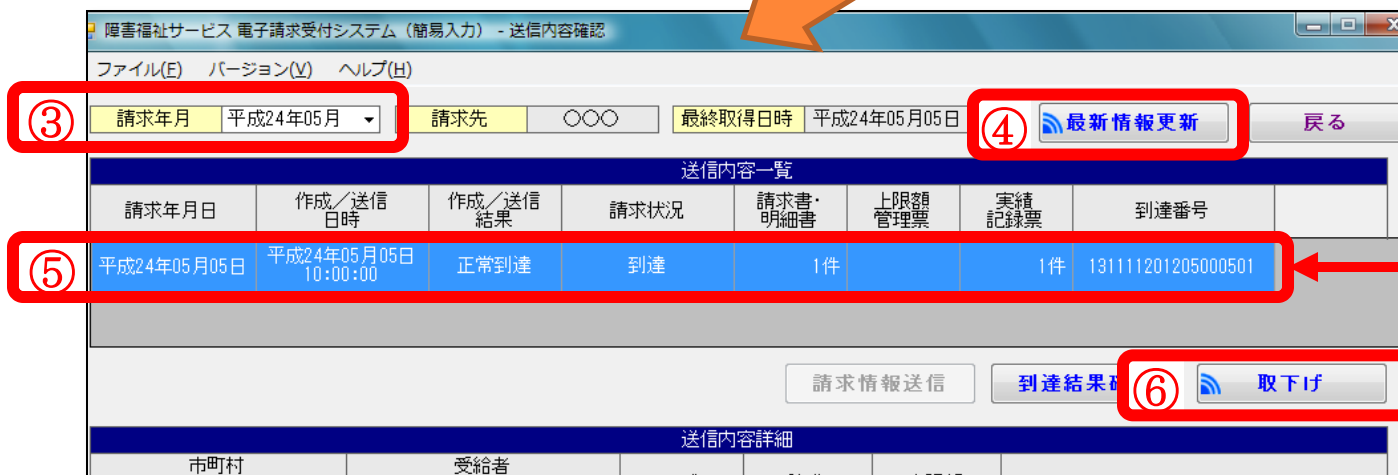 障害福祉サービス 電子請求受付システム（簡易入力） - 送信内容確認
ファイル(F) バージョン(V) ヘルプ(H)
③ 請求年月 平成24年05月 請求先 ○○○ 最終取得日時 平成24年05月05日 ④ 最新情報更新 戻る
送信内容一覧
請求年月日 作成／送信日時 作成／送信結果 請求状況 請求書・明細書 上限額管理票 実績記録票 到達番号
⑤ 平成24年05月05日 平成24年05月05日 10:00:00 正常到達 到達 1件 1件 131111201205000501
請求情報送信 到達結果 ⑥ 取下げ
送信内容詳細
市町村 受給者